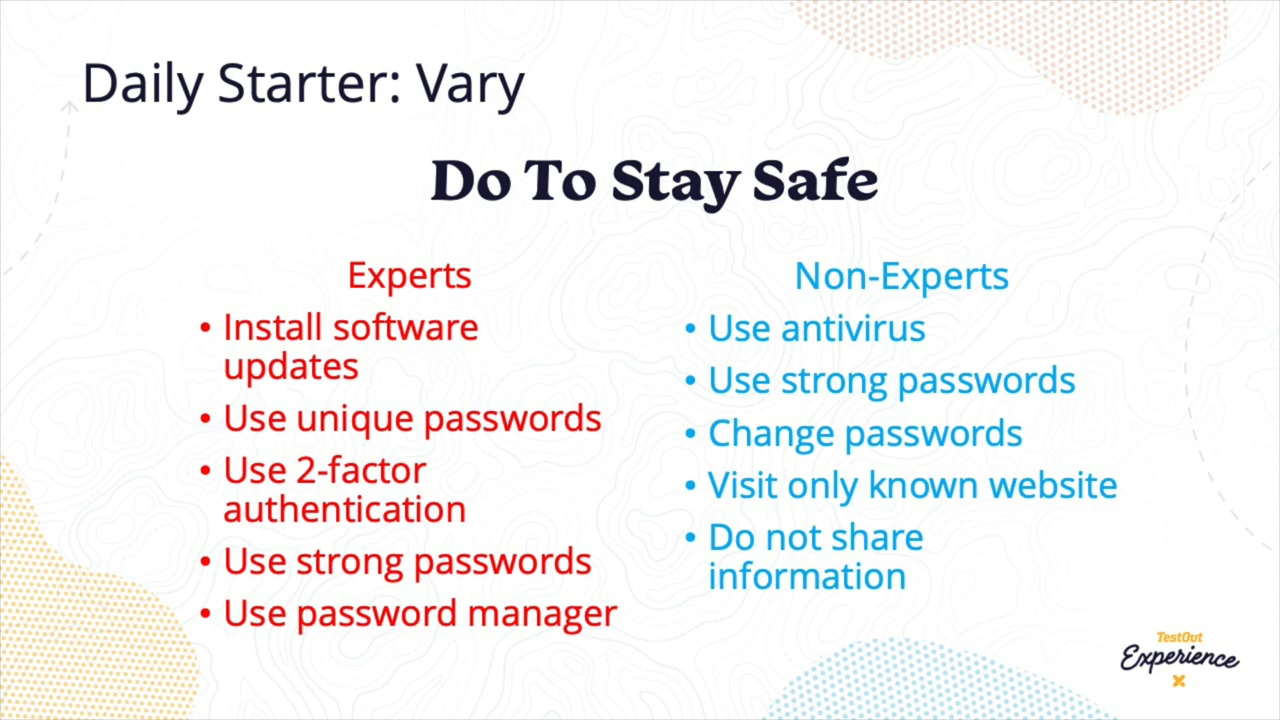 Daily Starter: Vary
Do To Stay Safe
Experts
• Install software
updates
• Use unique passwords
• Use 2-factor
authentication
• Use strong passwords
• Use password manager
Non-Experts
• Use antivirus
• Use strong passwords
• Change passwords
• Visit only known website
• Do not share
information
TestOut
Experience